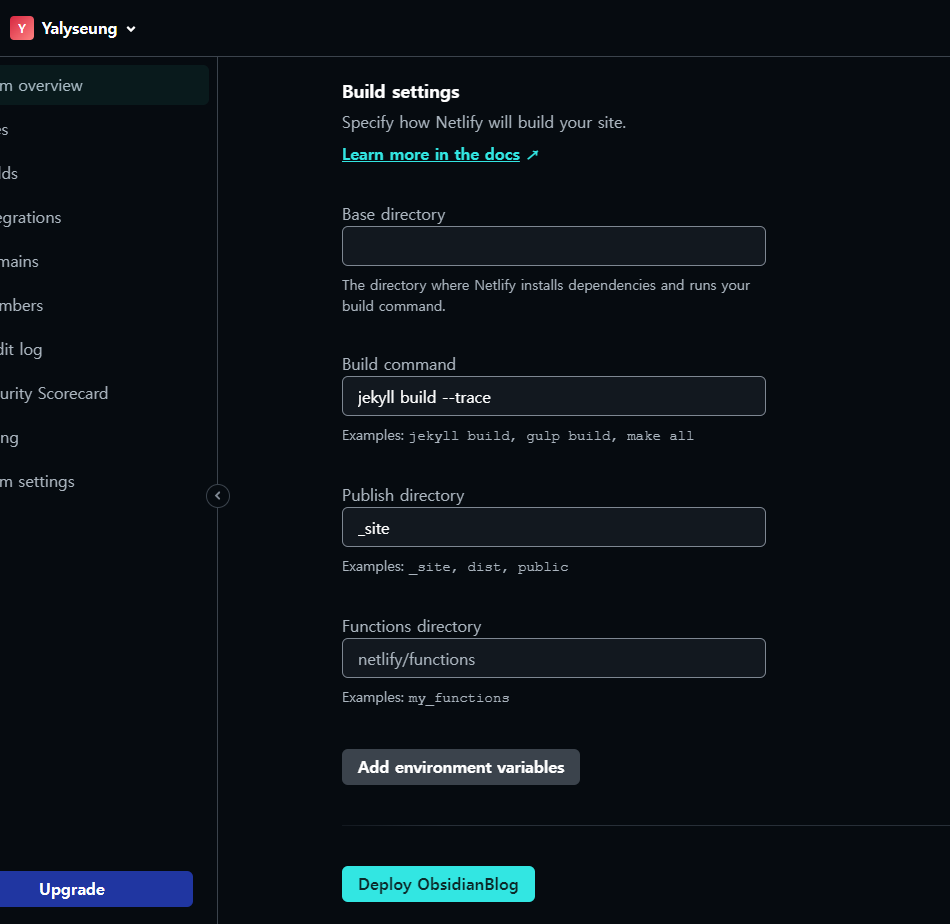 Y Yalyseung
m overview
s
lds
egrations
mains
mbers
dit log
urity Scorecard
ng
m settings
Upgrade
Build settings
Specify how Netlify will build your site.
Learn more in the docs ↗
Base directory
The directory where Netlify installs dependencies and runs your
build command.
Build command
jekyll build --trace
Examples: jekyll build, gulp build, make all
Publish directory
_site
Examples: _site, dist, public
Functions directory
netlify/functions
Examples: my_functions
Add environment variables
Deploy ObsidianBlog